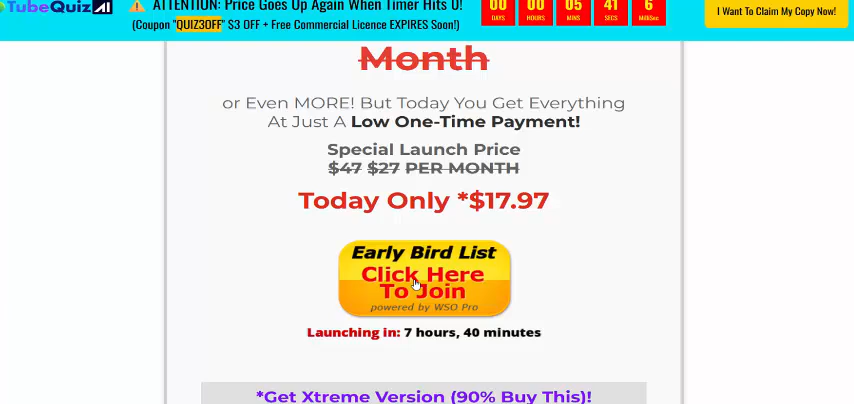 TubeQuiz AI
⚠️ ATTENTION: Price Goes Up Again When Timer Hits 0!
(Coupon "QUIZ3OFF" $3 OFF + Free Commercial Licence EXPIRES Soon!)
00 00 05 41 6
DAYS HOURS MINS SECS MilliSec
I Want To Claim My Copy Now!
Month
or Even MORE! But Today You Get Everything
At Just A Low One-Time Payment!
Special Launch Price
$47 $27 PER MONTH
Today Only *$17.97
Early Bird List
Click Here
To Join
powered by WSO Pro
Launching in: 7 hours, 40 minutes
*Get Xtreme Version (90% Buy This)!